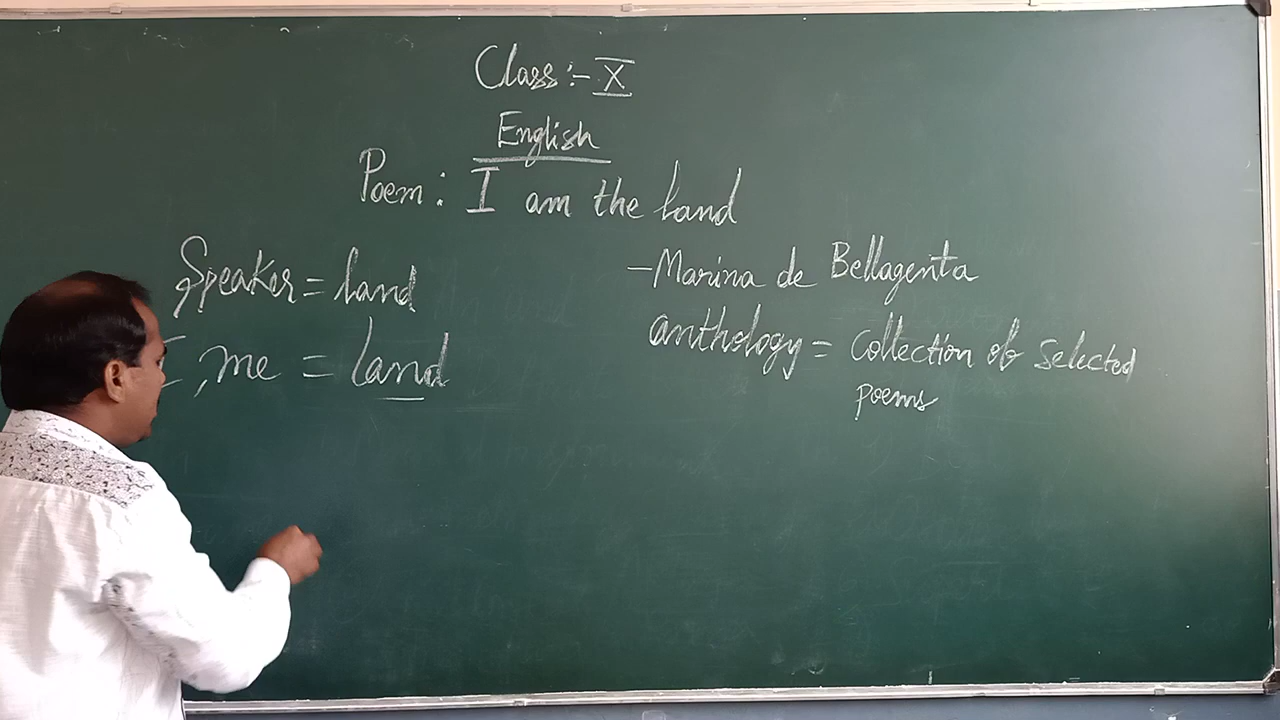 Class :- X
English
Poem : I am the land
- Marina de Bellagenta
Speaker = land
I, me = land
anthology = Collection of Selected
poems